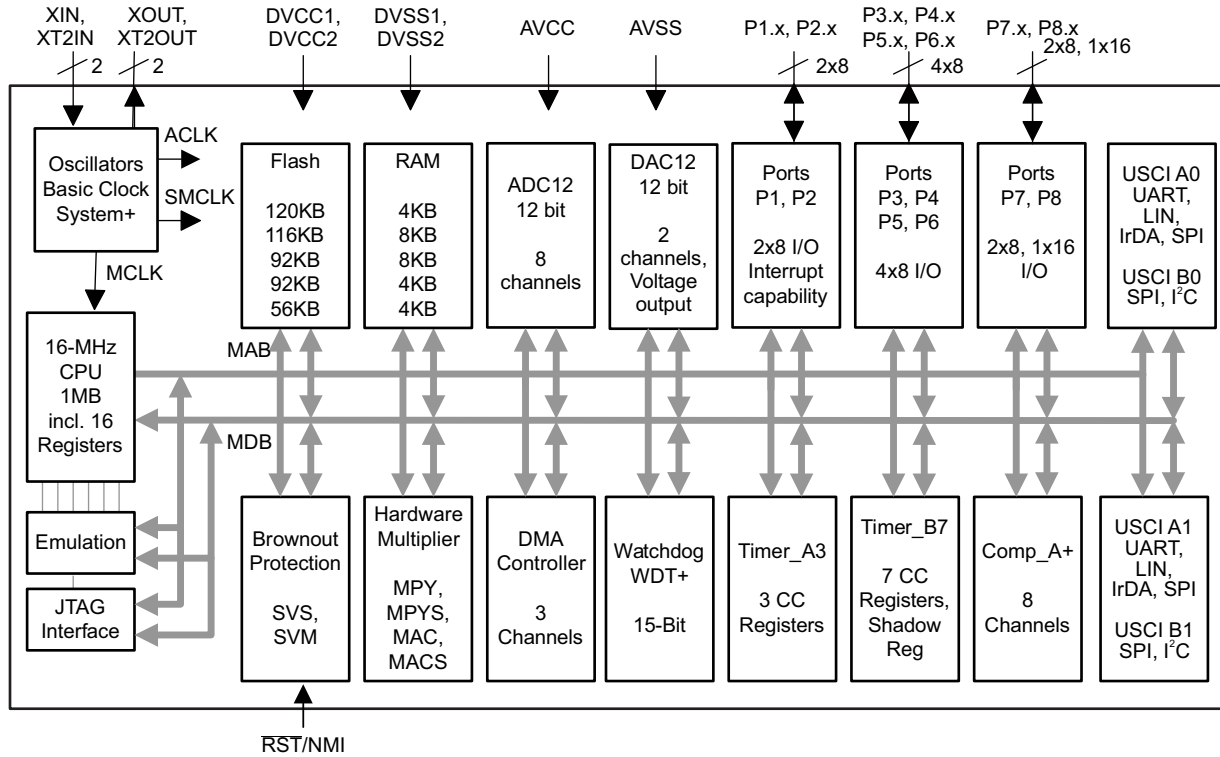 XIN,
XT2IN
2
XOUT,
XT2OUT
2
DVCC1,
DVCC2
DVSS1,
DVSS2
AVCC
AVSS
P1.x, P2.x
2x8
P3.x, P4.x
P5.x, P6.x
4x8
P7.x, P8.x
2x8, 1x16
Oscillators
Basic Clock
System+
ACLK
SMCLK
MCLK
Flash
120KB
116KB
92KB
92KB
56KB
RAM
4KB
8KB
8KB
4KB
4KB
ADC12
12 bit
8
channels
DAC12
12 bit
2
channels,
Voltage
output
Ports
P1, P2
2x8 I/O
Interrupt
capability
Ports
P3, P4
P5, P6
4x8 I/O
Ports
P7, P8
2x8, 1x16
I/O
USCI A0
UART,
LIN,
IrDA, SPI
USCI B0
SPI, I²C
16-MHz
CPU
1MB
incl. 16
Registers
MAB
MDB
Emulation
JTAG
Interface
Brownout
Protection
SVS,
SVM
Hardware
Multiplier
MPY,
MPYS,
MAC,
MACS
DMA
Controller
3
Channels
Watchdog
WDT+
15-Bit
Timer_A3
3 CC
Registers
Timer_B7
7 CC
Registers,
Shadow
Reg
Comp_A+
8
Channels
USCI A1
UART,
LIN,
IrDA, SPI
USCI B1
SPI, I²C
RST/NMI